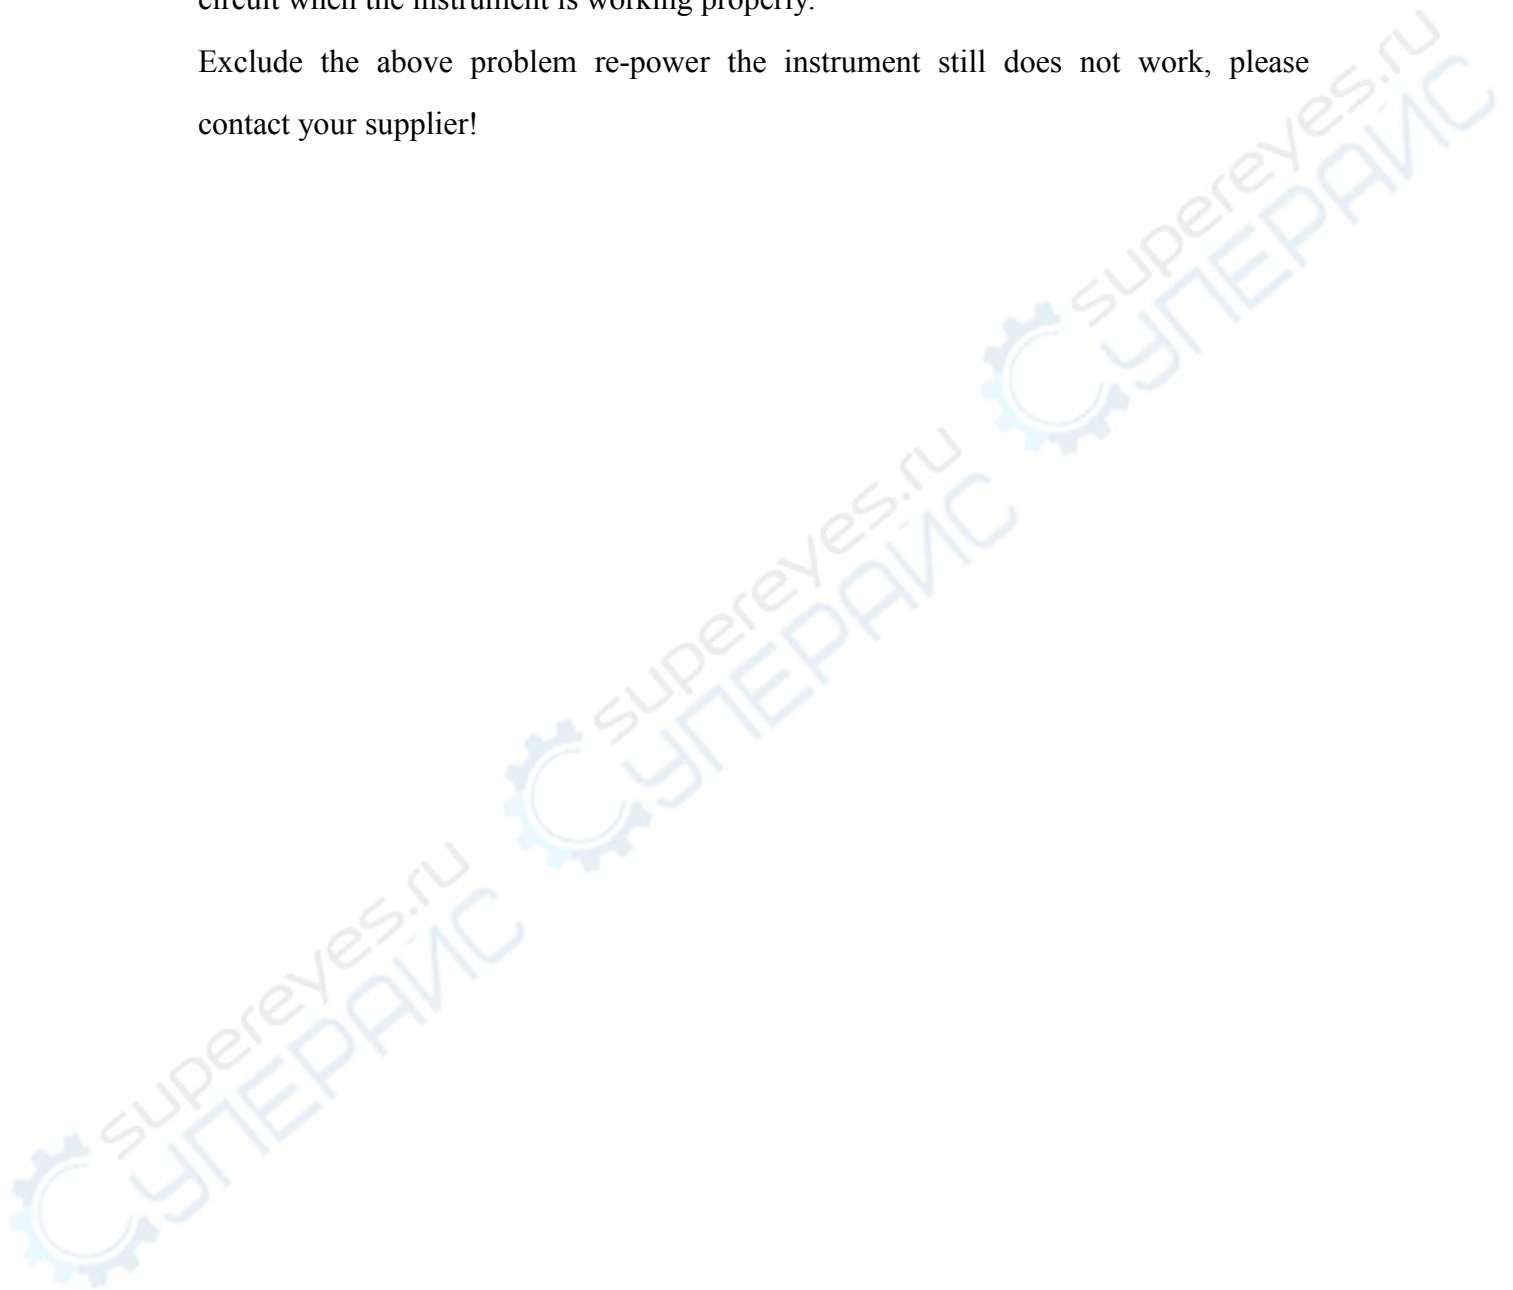 circuit when the instrument is working properly.
Exclude the above problem re-power the instrument still does not work, please
contact your supplier!
supereyes.ru
СУПЕРАЙС
supereyes.ru
СУПЕРАЙС
supereyes.ru
СУПЕРАЙС